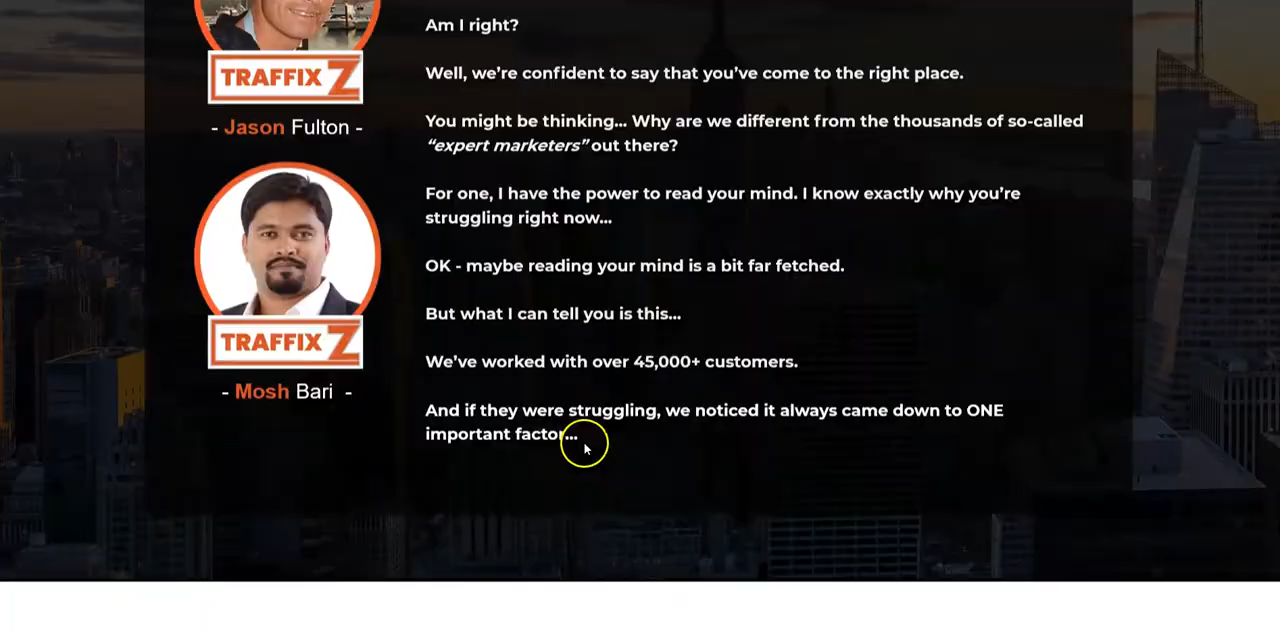 TRAFFIX Z
- Jason Fulton -
TRAFFIX Z
- Mosh Bari -
Am I right?
Well, we're confident to say that you've come to the right place.
You might be thinking... Why are we different from the thousands of so-called
“expert marketers” out there?
For one, I have the power to read your mind. I know exactly why you're
struggling right now...
OK - maybe reading your mind is a bit far fetched.
But what I can tell you is this...
We've worked with over 45,000+ customers.
And if they were struggling, we noticed it always came down to ONE
important factor...